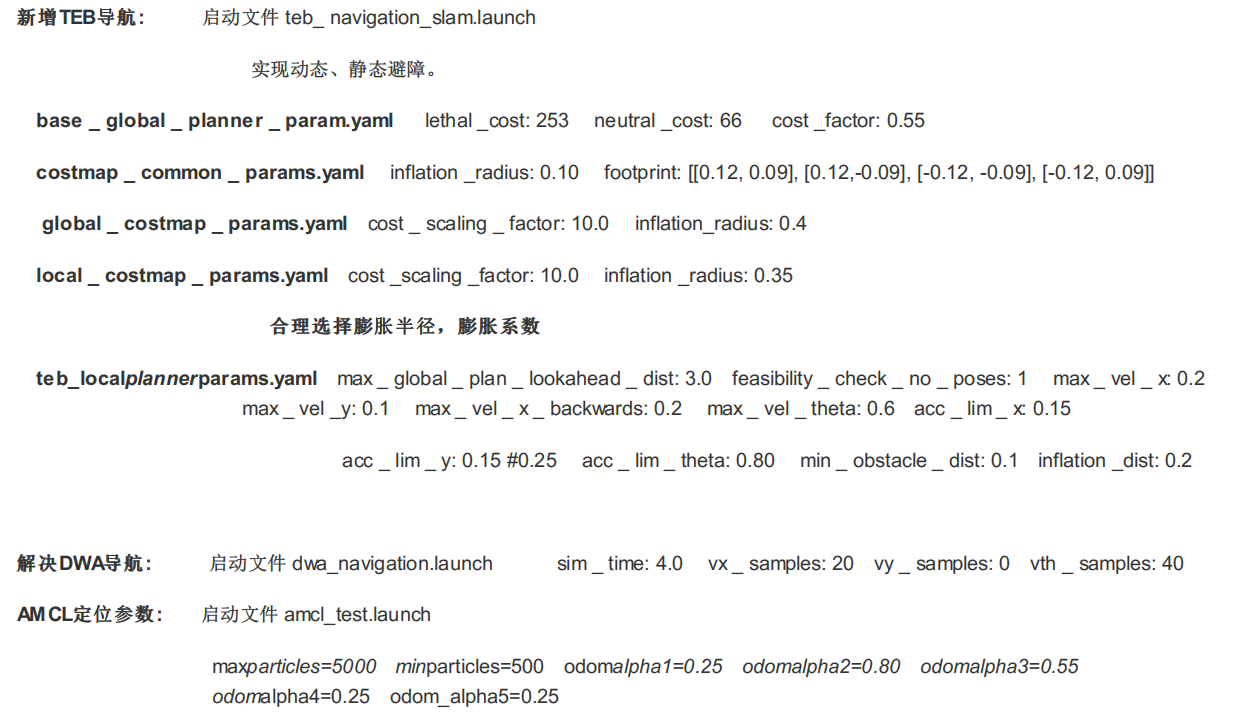 新增TEB导航： 启动文件 teb_ navigation_slam.launch
实现动态、静态避障。
base _ global _ planner _ param.yaml lethal _cost: 253 neutral _cost: 66 cost _factor: 0.55
costmap _ common _ params.yaml inflation _radius: 0.10 footprint: [[0.12, 0.09], [0.12,-0.09], [-0.12, -0.09], [-0.12, 0.09]]
global _ costmap _ params.yaml cost _ scaling _ factor: 10.0 inflation_radius: 0.4
local _ costmap _ params.yaml cost _scaling _factor: 10.0 inflation _radius: 0.35
合理选择膨胀半径，膨胀系数
teb_localplannerparams.yaml max _ global _ plan _ lookahead _ dist: 3.0 feasibility _ check _ no _ poses: 1 max _ vel _ x: 0.2
max _ vel _y: 0.1 max _ vel _ x _ backwards: 0.2 max _ vel _ theta: 0.6 acc _ lim _ x: 0.15
acc _ lim _ y: 0.15 #0.25 acc _ lim _ theta: 0.80 min _ obstacle _ dist: 0.1 inflation _dist: 0.2
解决DWA导航： 启动文件 dwa_navigation.launch sim _ time: 4.0 vx _ samples: 20 vy _ samples: 0 vth _ samples: 40
AMCL定位参数： 启动文件 amcl_test.launch
maxparticles=5000 minparticles=500 odomalpha1=0.25 odomalpha2=0.80 odomalpha3=0.55
odomalpha4=0.25 odom_alpha5=0.25